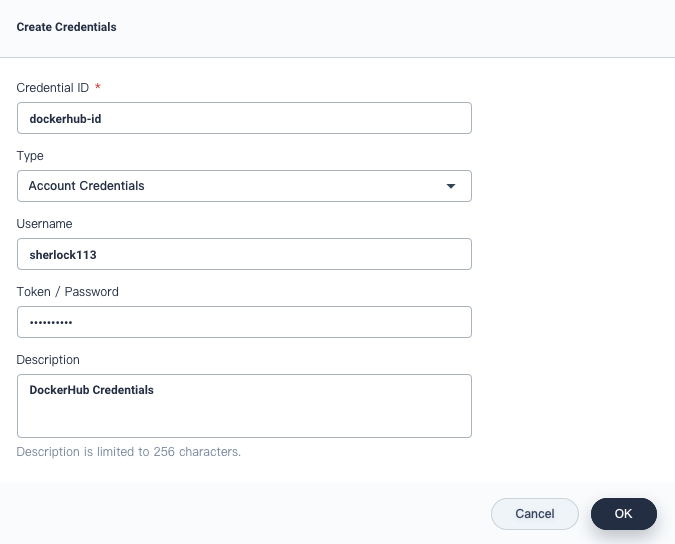 Create Credentials
Credential ID *
dockerhub-id
Type
Account Credentials
Username
sherlock113
Token / Password
••••••••••
Description
DockerHub Credentials
Description is limited to 256 characters.
Cancel OK